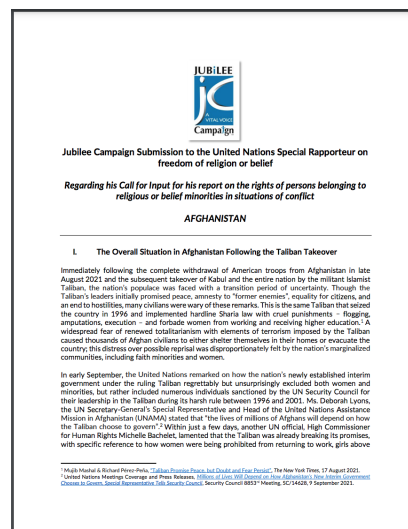 JUBiLEE
jc
A
VITAL VOICE
Campaign
Jubilee Campaign Submission to the United Nations Special Rapporteur on
freedom of religion or belief
Regarding his Call for Input for his report on the rights of persons belonging to
religious or belief minorities in situations of conflict
AFGHANISTAN
I. The Overall Situation in Afghanistan Following the Taliban Takeover
Immediately following the complete withdrawal of American troops from Afghanistan in late
August 2021 and the subsequent takeover of Kabul and the entire nation by the militant Islamist
Taliban, the nation's populace was faced with a transition period of uncertainty. Though the
Taliban's leaders initially promised peace, amnesty to "former enemies", equality for citizens, and
an end to hostilities, many civilians were wary of these remarks. This is the same Taliban that seized
the country in 1996 and implemented hardline Sharia law with cruel punishments – flogging,
amputations, execution – and forbade women from working and receiving higher education.1 A
widespread fear of renewed totalitarianism with elements of terrorism imposed by the Taliban
caused thousands of Afghan civilians to either shelter themselves in their homes or evacuate the
country; this distress over possible reprisal was disproportionately felt by the nation's marginalized
communities, including faith minorities and women.
In early September, the United Nations remarked on how the nation's newly established interim
government under the ruling Taliban regrettably but unsurprisingly excluded both women and
minorities, but rather included numerous individuals sanctioned by the UN Security Council for
their leadership in the Taliban during its harsh rule between 1996 and 2001. Ms. Deborah Lyons,
the UN Secretary-General's Special Representative and Head of the United Nations Assistance
Mission in Afghanistan (UNAMA) stated that "the lives of millions of Afghans will depend on how
the Taliban choose to govern".2 Within just a few days, another UN official, High Commissioner
for Human Rights Michelle Bachelet, lamented that the Taliban was already breaking its promises,
with specific reference to how women were being prohibited from returning to work, girls above
1 Mujib Mashal & Richard Pérez-Peña, "Taliban Promise Peace, but Doubt and Fear Persist", The New York Times, 17 August 2021.
2 United Nations Meetings Coverage and Press Releases, Millions of Lives Will Depend on How Afghanistan's New Interim Government
Chooses to Govern, Special Representative Tells Security Council, Security Council 8853rd Meeting, SC/14628, 9 September 2021.